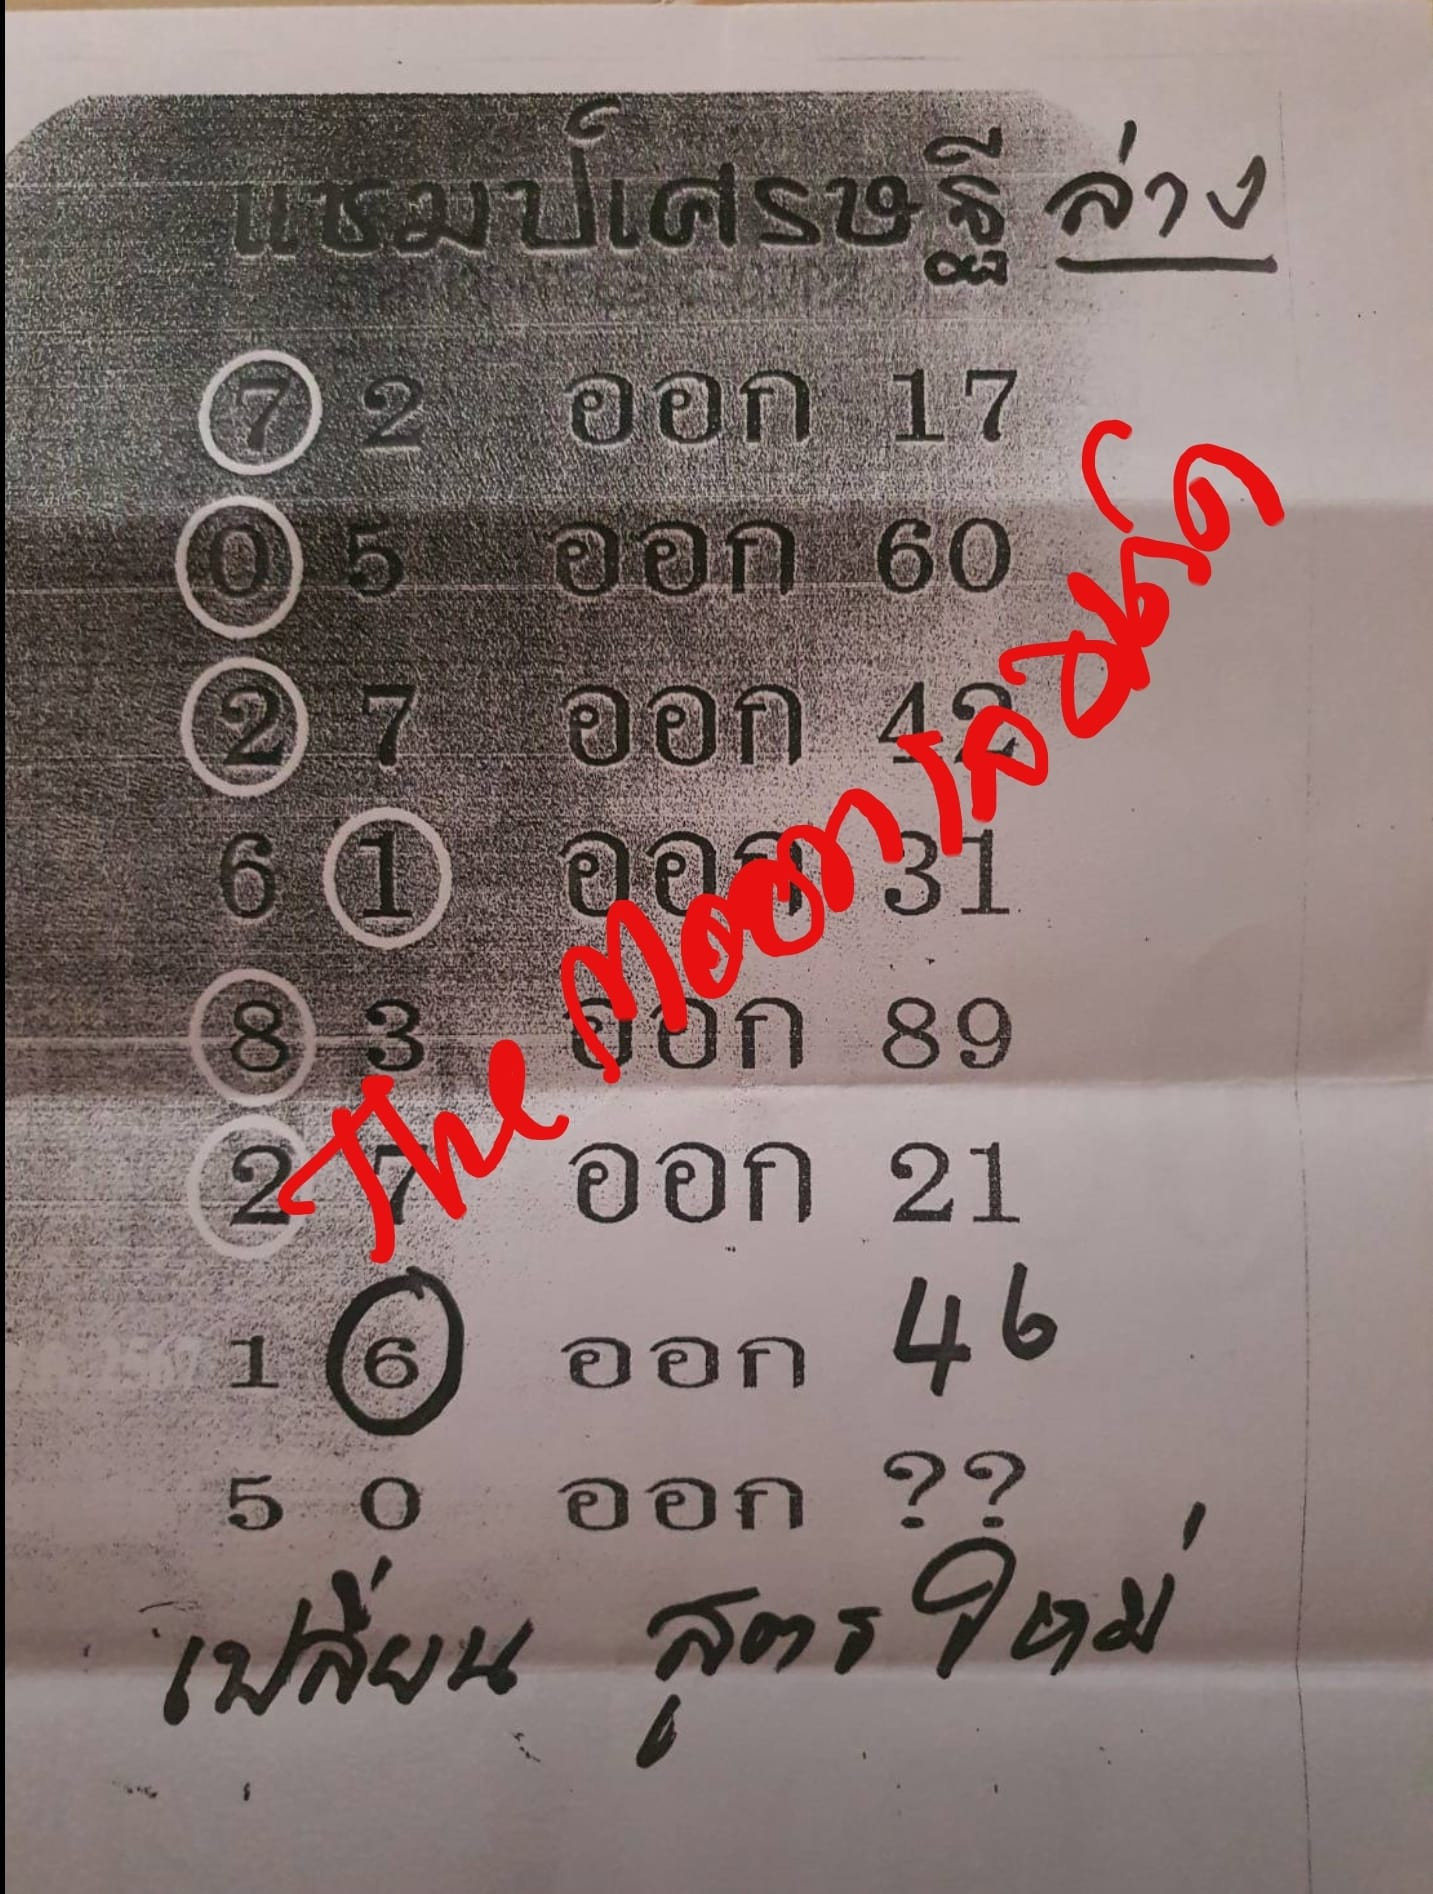 แชมป์เศรษฐี ล่าง
7 2 ออก 17
0 5 ออก 60
2 7 ออก 42
6 1 ออก 31
8 3 ออก 89
2 7 ออก 21
1 6 ออก 46
5 0 ออก ??
เปลี่ยน สูตรใหม่
The moon